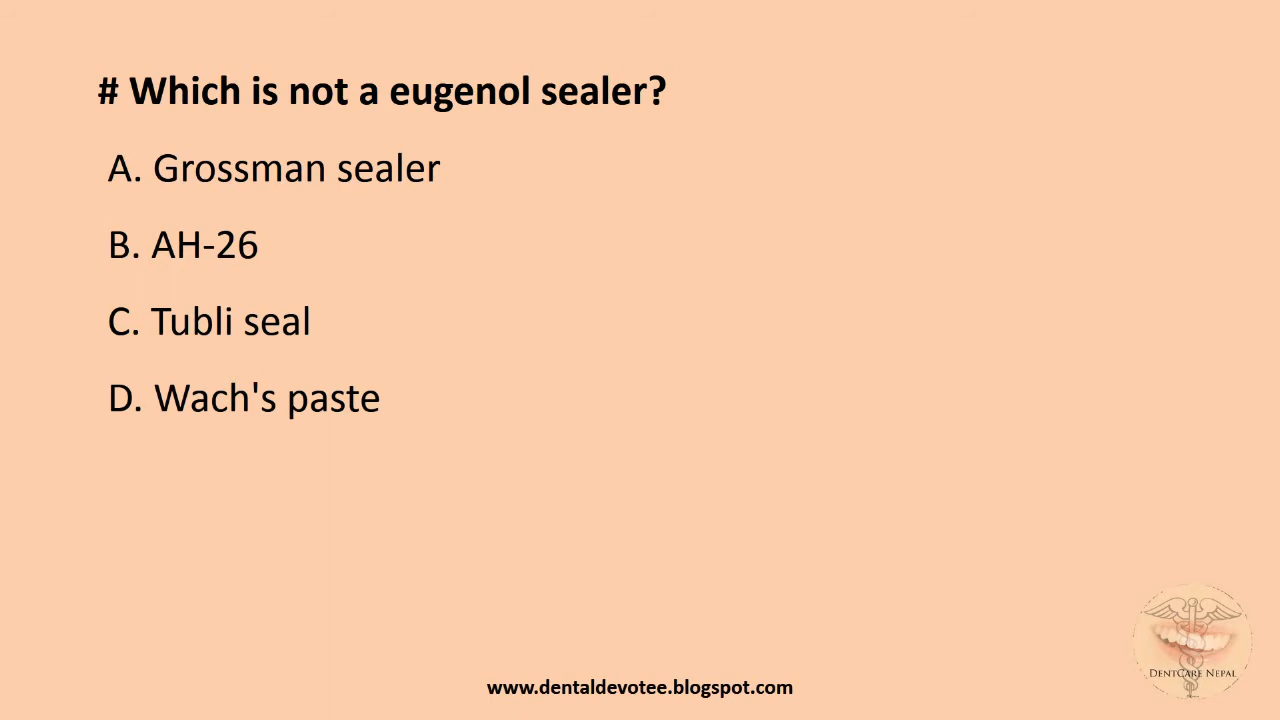 # Which is not a eugenol sealer?
A. Grossman sealer
B. AH-26
C. Tubli seal
D. Wach's paste
DentCare Nepal
www.dentaldevotee.blogspot.com